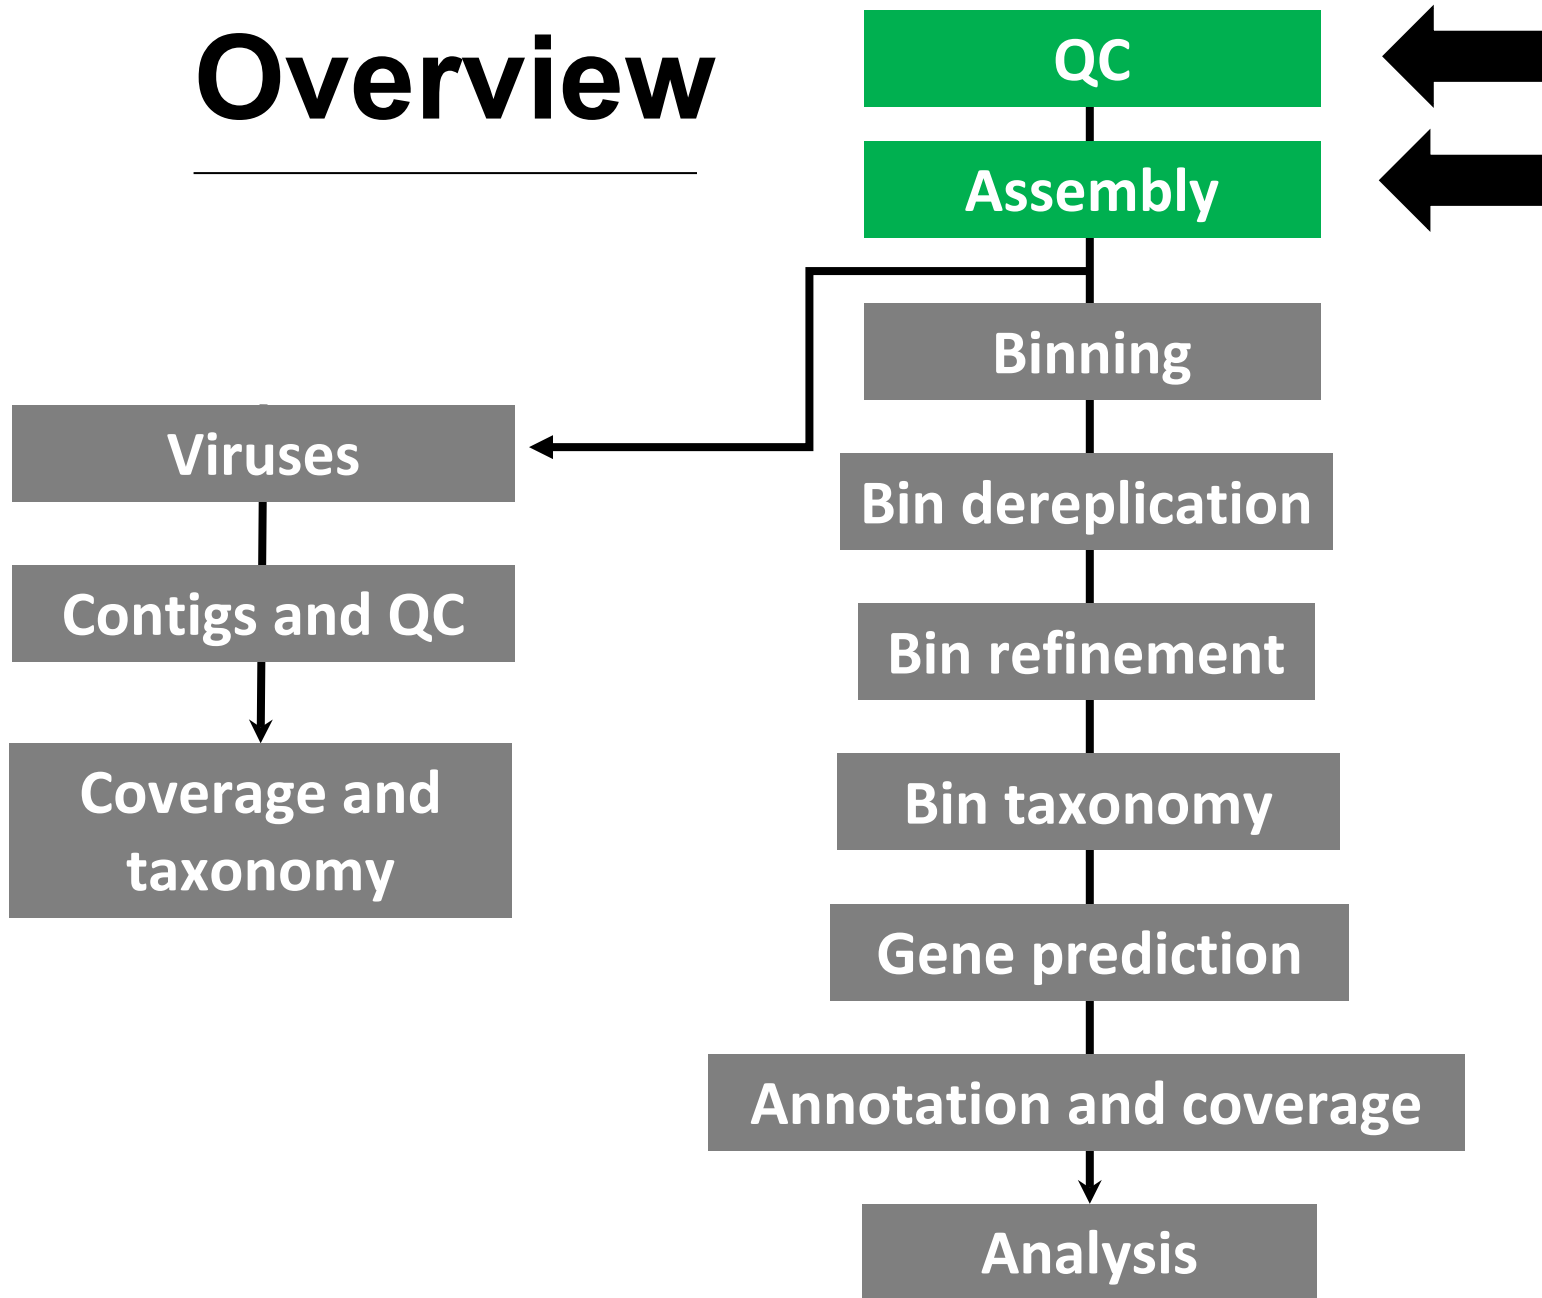 Overview
QC
Assembly
Binning
Viruses
Bin dereplication
Contigs and QC
Bin refinement
Coverage and
taxonomy
Bin taxonomy
Gene prediction
Annotation and coverage
Analysis